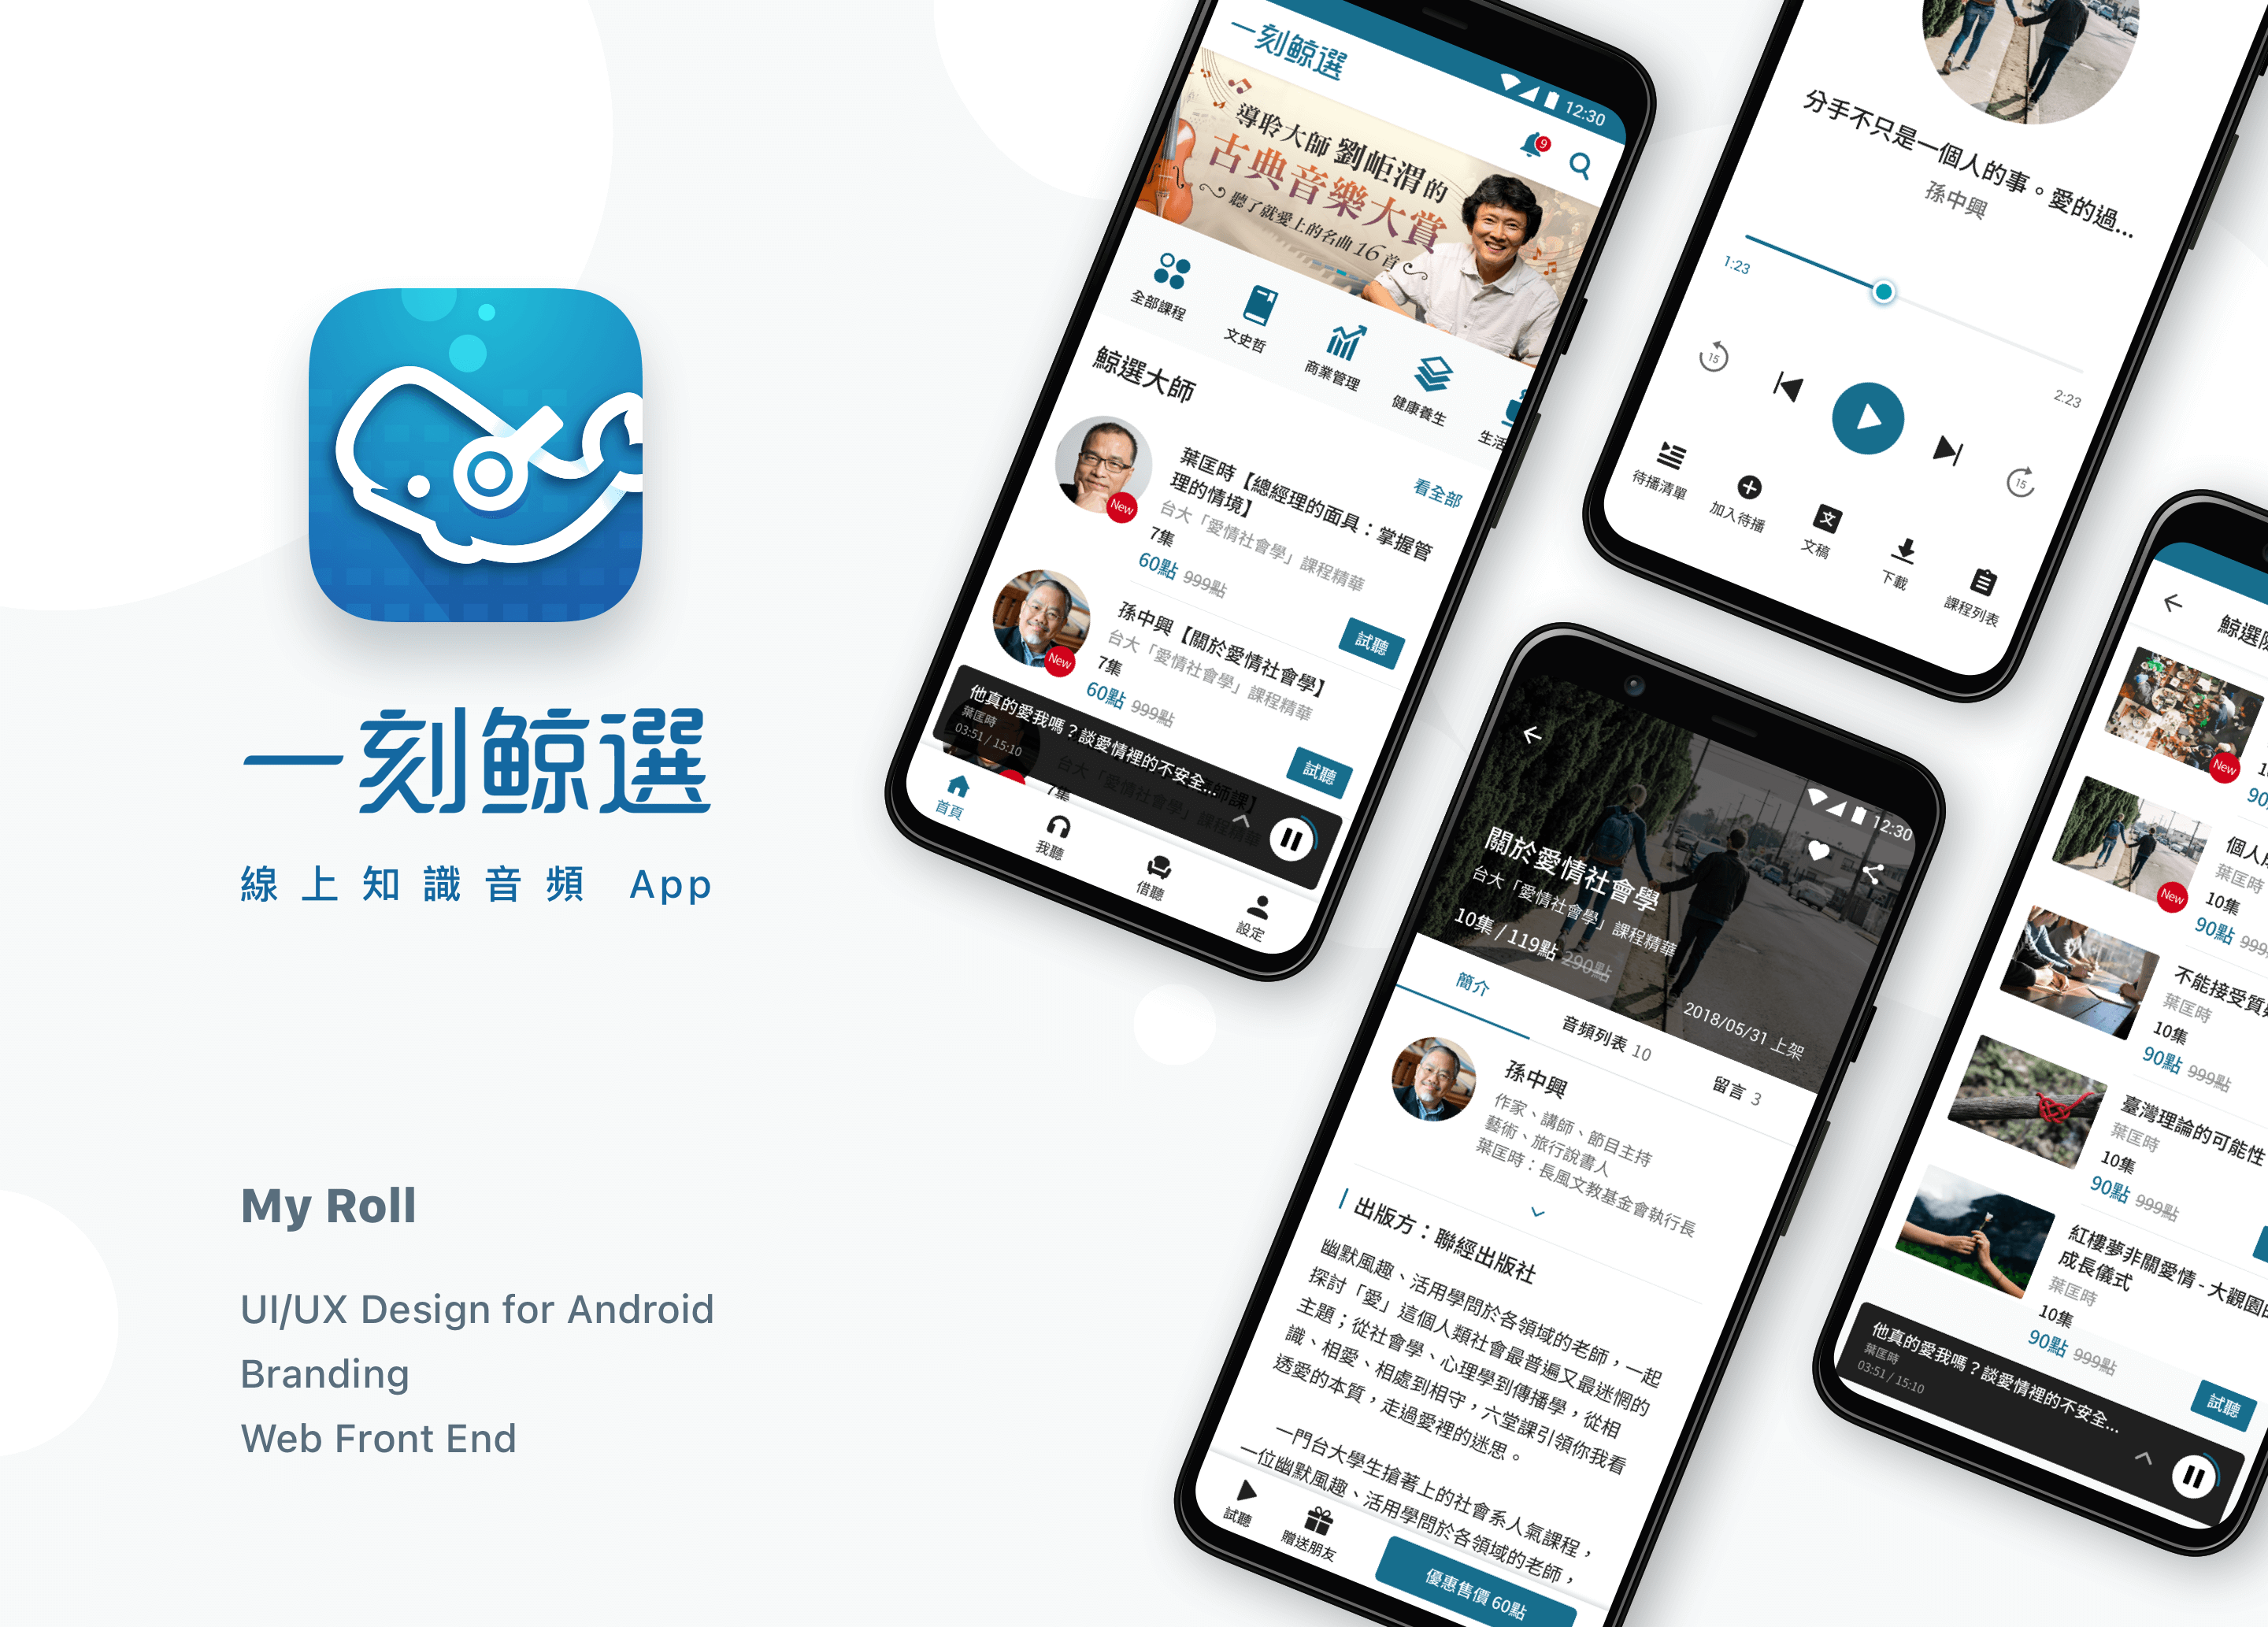 一刻鯨選
線上知識音頻 App
My Roll
UI/UX Design for Android
Branding
Web Front End
12:30
一刻鯨選
9
導聆大師 劉岠渭的
古典音樂大賞
聽了就愛上的名曲16首
全部課程
文史哲
商業管理
健康養生
生活
鯨選大師
看全部
葉匡時【總經理的面具：掌握管
理的情境】
台大「愛情社會學」課程精華
7集
60點 999點
New
試聽
孫中興【關於愛情社會學】
台大「愛情社會學」課程精華
7集
60點 999點
New
試聽
師課】
台大「愛情社會學」課程精華
7集
他真的愛我嗎？談愛情裡的不安全...
葉匡時
03:51 / 15:10
首頁
我聽
借聽
設定
分手不只是一個人的事。愛的過...
孫中興
1:23
2:23
15
15
待播清單
加入待播
文
文稿
下載
課程列表
12:30
關於愛情社會學
台大「愛情社會學」課程精華
10集 / 119點 290點
2018/05/31 上架
簡介
音頻列表 10
留言 3
孫中興
作家、講師、節目主持
藝術、旅行說書人
葉匡時：長風文教基金會執行長
出版方：聯經出版社
幽默風趣、活用學問於各領域的老師，一起
探討「愛」這個人類社會最普遍又最迷惘的
主題；從社會學、心理學到傳播學，從相
識、相愛、相處到相守，六堂課引領你我看
透愛的本質，走過愛裡的迷思。
一門台大學生搶著上的社會系人氣課程，
一位幽默風趣、活用學問於各領域的老師，
試聽
贈送朋友
優惠售價 60點
鯨選
New
90
個人
葉匡時
10集
90點 999
New
不能接受質
葉匡時
10集
90點 999點
臺灣理論的可能性
葉匡時
10集
90點 999點
紅樓夢非關愛情 - 大觀園
成長儀式
葉匡時
10集
90點 999點
試聽
他真的愛我嗎？談愛情裡的不安全...
葉匡時
03:51 / 15:10